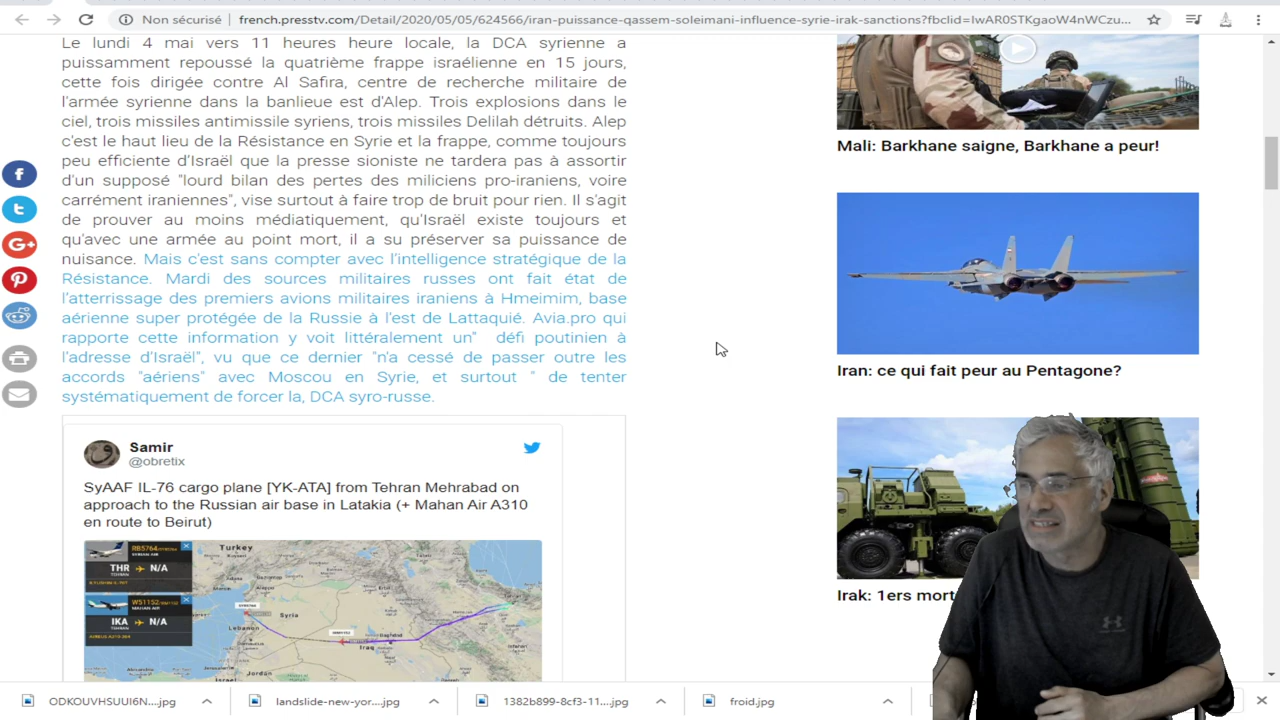 Non sécurisé
french.presstv.com/Detail/2020/05/05/624566/iran-puissance-qassem-soleimani-influence-syrie-irak-sanctions?fbclid=IwAR0STKgaoW4nWCzu...
Le lundi 4 mai vers 11 heures heure locale, la DCA syrienne a
puissamment repoussé la quatrième frappe israélienne en 15 jours,
cette fois dirigée contre Al Safira, centre de recherche militaire de
l'armée syrienne dans la banlieue est d'Alep. Trois explosions dans le
ciel, trois missiles antimissile syriens, trois missiles Delilah détruits. Alep
c'est le haut lieu de la Résistance en Syrie et la frappe, comme toujours
peu efficiente d'Israël que la presse sioniste ne tardera pas à assortir
d'un supposé "lourd bilan des pertes des miliciens pro-iraniens, voire
carrément iraniennes", vise surtout à faire trop de bruit pour rien. Il s'agit
de prouver au moins médiatiquement, qu'Israël existe toujours et
qu'avec une armée au point mort, il a su préserver sa puissance de
nuisance. Mais c'est sans compter avec l'intelligence stratégique de la
Résistance. Mardi des sources militaires russes ont fait état de
l'atterrissage des premiers avions militaires iraniens à Hmeimim, base
aérienne super protégée de la Russie à l'est de Lattaquié. Avia.pro qui
rapporte cette information y voit littéralement un" défi poutinien à
l'adresse d'Israël", vu que ce dernier "n'a cessé de passer outre les
accords "aériens" avec Moscou en Syrie, et surtout " de tenter
systématiquement de forcer la, DCA syro-russe.
Samir
@obretix
SyAAF IL-76 cargo plane [YK-ATA] from Tehran Mehrabad on
approach to the Russian air base in Latakia (+ Mahan Air A310
en route to Beirut)
RB5764
THR N/A
W51152
MAHAN AIR
IKA N/A
Turkey
Syria
Lebanon
Baghdad
Iraq
Israel
Jordan
Mali: Barkhane saigne, Barkhane a peur!
Iran: ce qui fait peur au Pentagone?
Irak: 1ers mort
UNDER ARMOUR
ODKOUVHSUUI6N....jpg
landslide-new-yor....jpg
1382b899-8cf3-11....jpg
froid.jpg